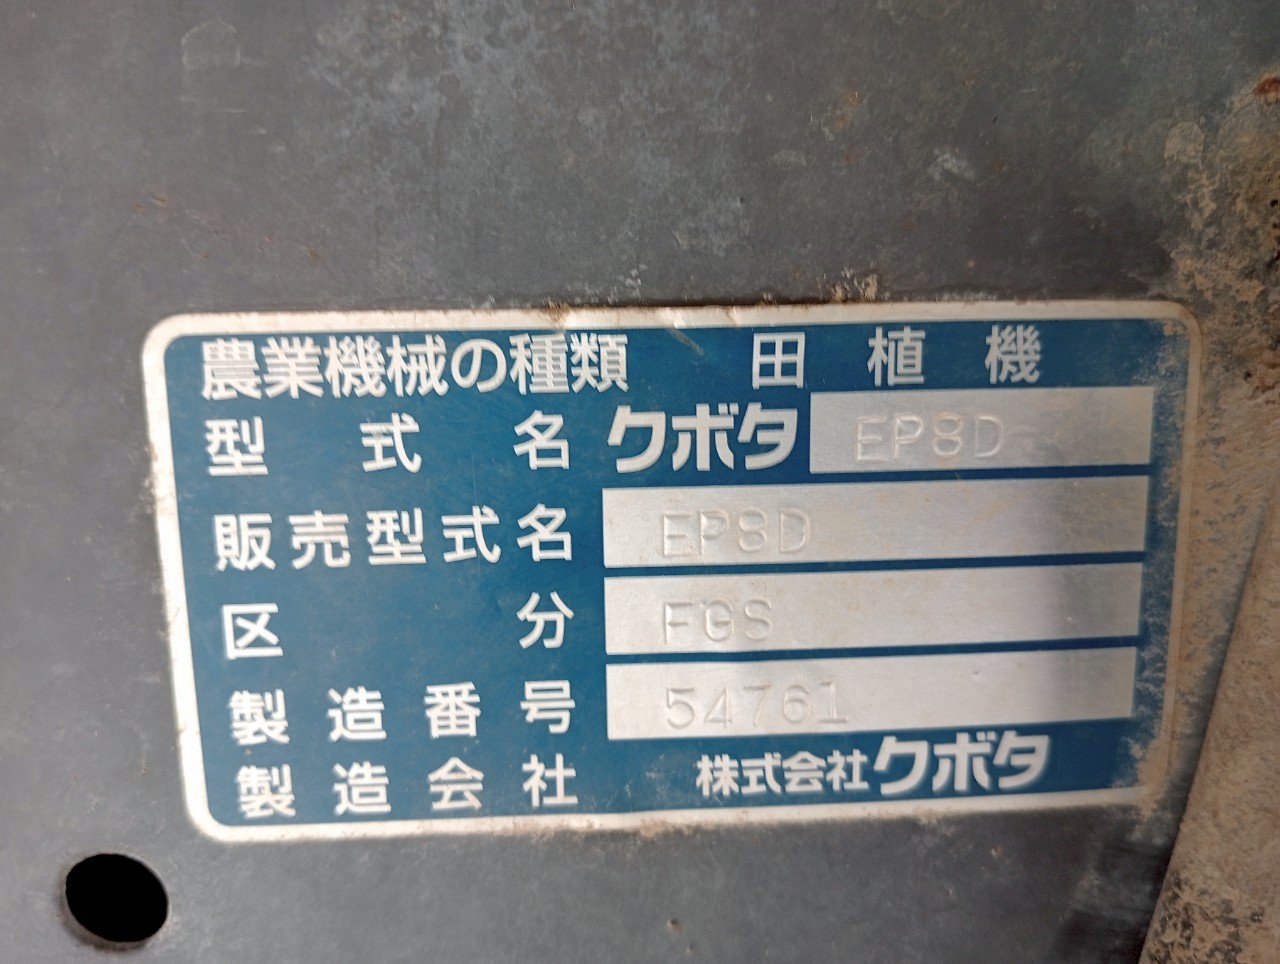 農業機械の種類 田植機
型式名 クボタ EP8D
販売型式名 EP8D
区分 FGS
製造番号 54761
製造会社 株式会社クボタ